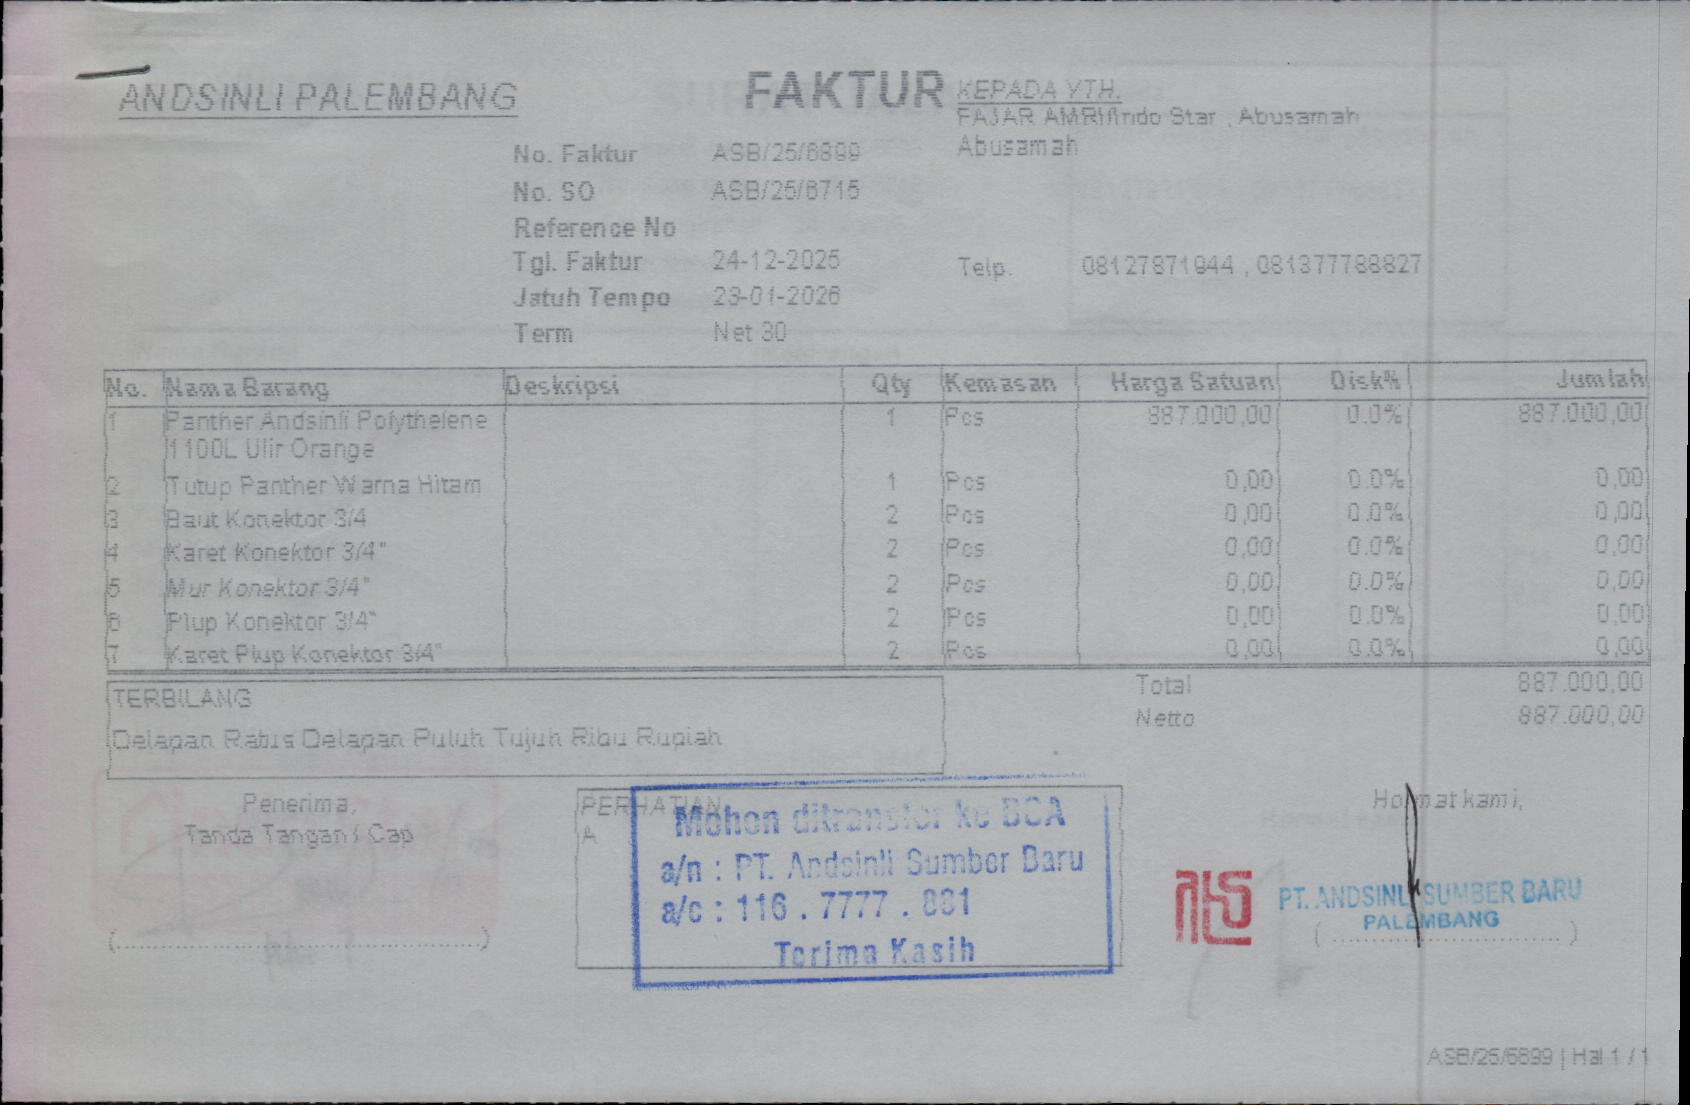 ANDSINLI PALEMBANG
FAKTUR
KEPADA YTH.
FAJAR AMRI/Indo Star , Abusamah
Abusamah
No. Faktur ASB/25/6899
No. SO ASB/25/6715
Reference No
Tgl. Faktur 24-12-2025
Telp. 08127871944 , 081377788827
Jatuh Tempo 23-01-2026
Term Net 30
No. Nama Barang Deskripsi Qty Kemasan Harga Satuan Disk% Jumlah
1 Panther Andsinli Polythelene 1 Pcs 887.000,00 0.0% 887.000,00
1100L Ulir Orange
2 Tutup Panther Warna Hitam 1 Pcs 0,00 0.0% 0,00
3 Baut Konektor 3/4 2 Pcs 0,00 0.0% 0,00
4 Karet Konektor 3/4" 2 Pcs 0,00 0.0% 0,00
5 Mur Konektor 3/4" 2 Pcs 0,00 0.0% 0,00
6 Plup Konektor 3/4" 2 Pcs 0,00 0.0% 0,00
7 Karet Plup Konektor 3/4" 2 Pcs 0,00 0.0% 0,00
Total 887.000,00
Netto 887.000,00
TERBILANG
Delapan Ratus Delapan Puluh Tujuh Ribu Rupiah
Penerima,
Tanda Tangan / Cap
(..................................................)
PERHATIAN
A
Mohon ditransfer ke BCA
a/n : PT. Andsinli Sumber Baru
a/c : 116 . 7777 . 881
Terima Kasih
Hormat kami,
PT. ANDSINLI SUMBER BARU
PALEMBANG
( .................................. )
ASB/25/6899 | Hal 1 / 1